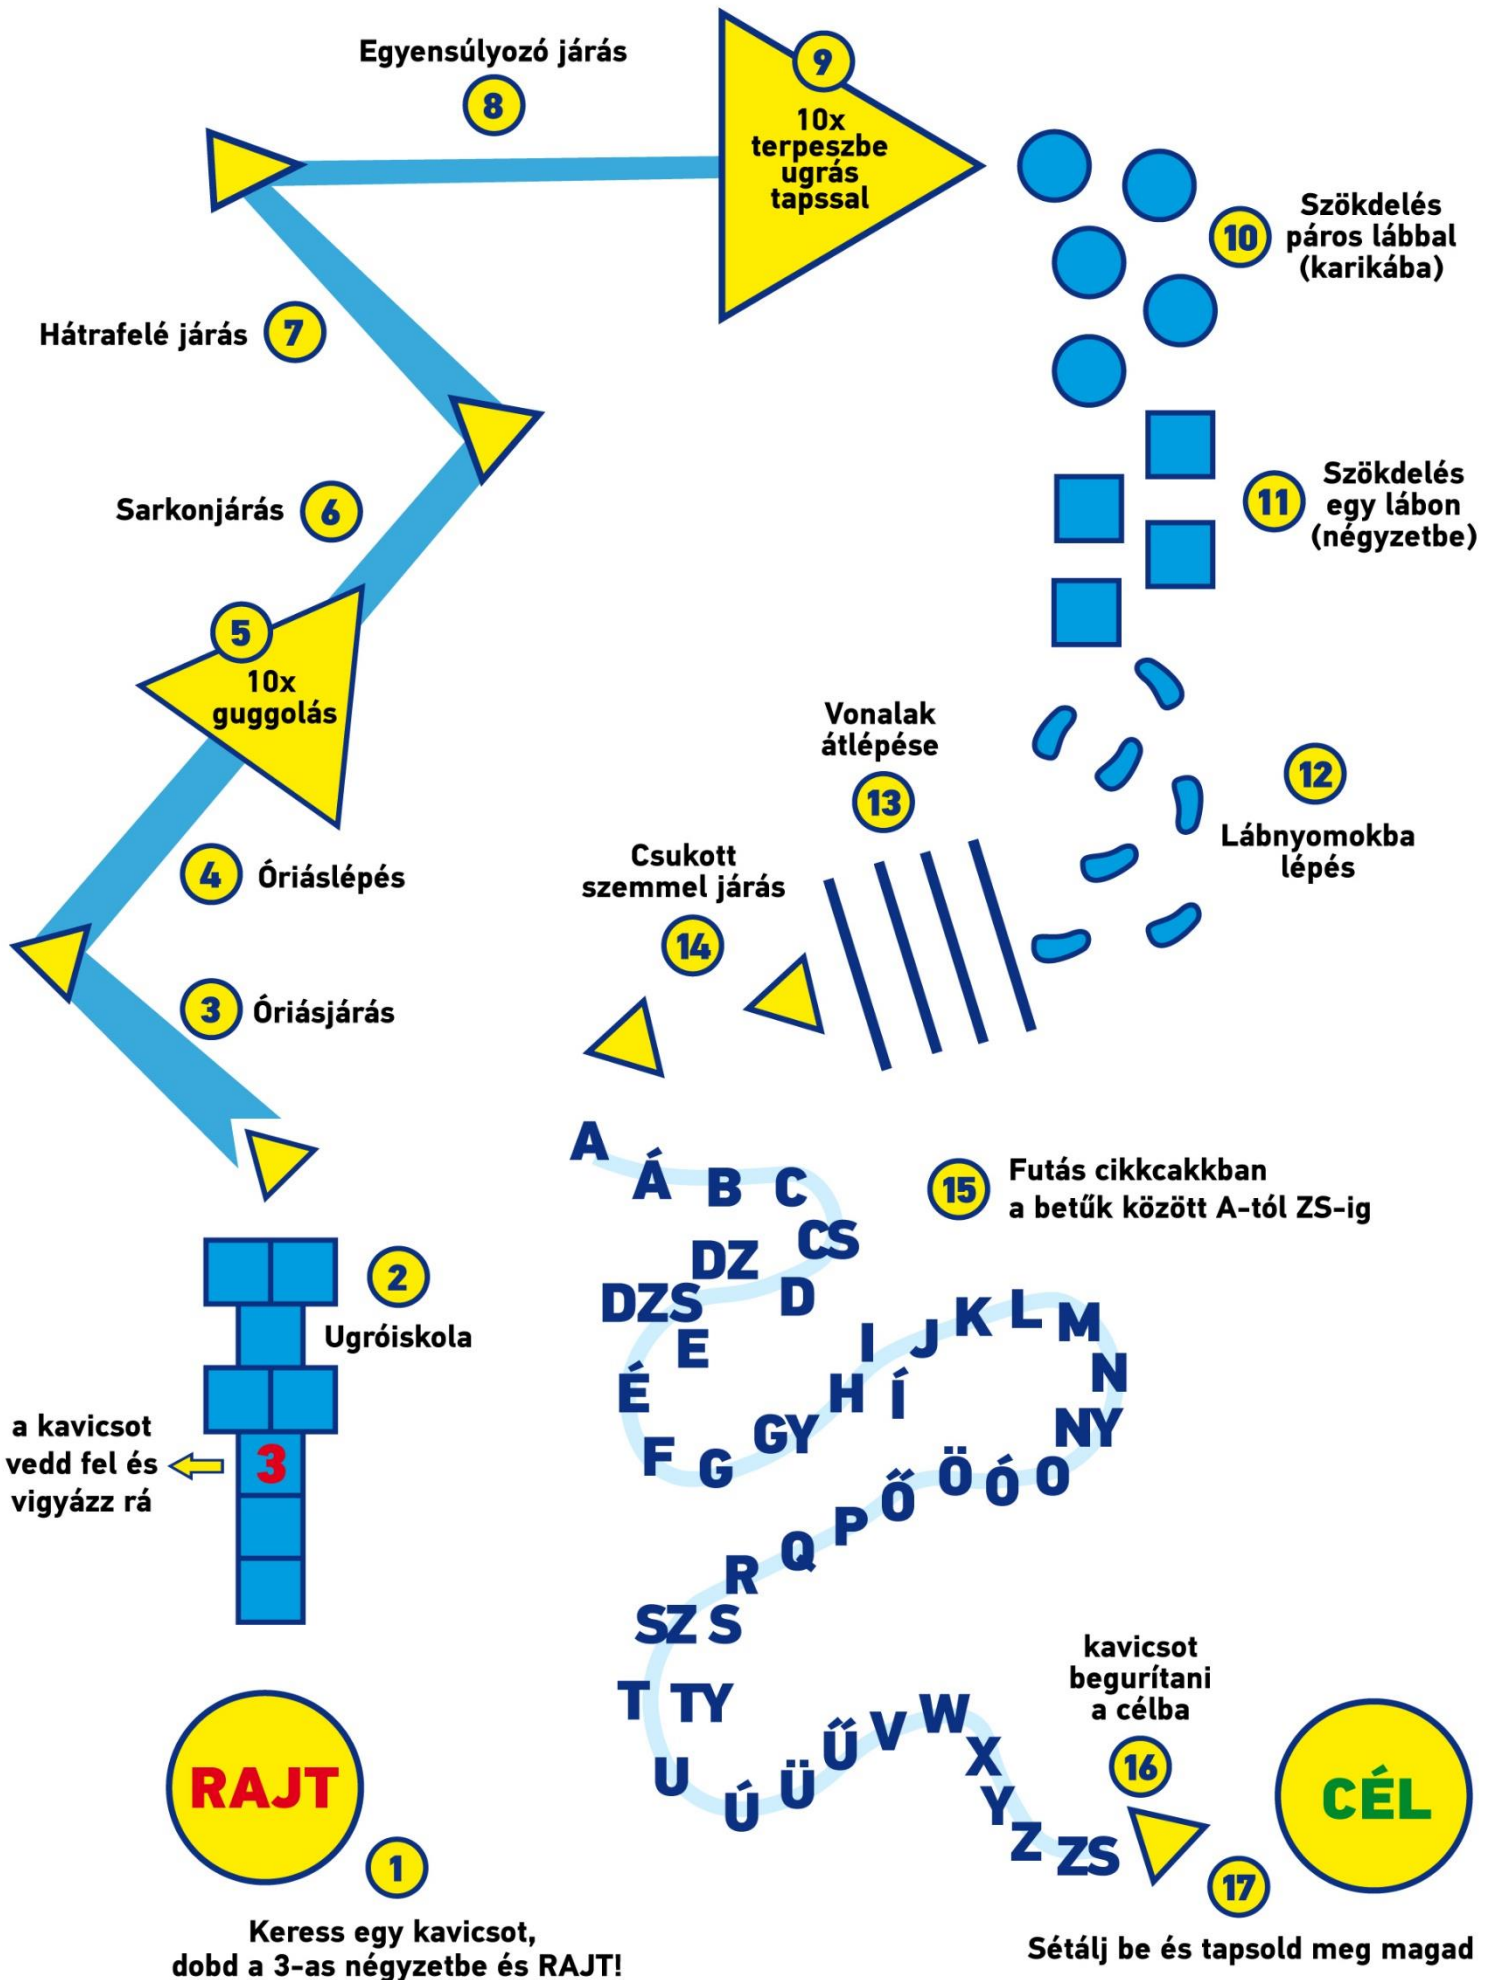 Egyensúlyozó járás
8
9
10x
terpeszbe
ugrás
tapssal
Szökdelés
páros lábbal
(karikába)
10
Hátrafelé járás
7
Sarkonjárás
6
11
Szökdelés
egy lábon
(négyzetbe)
5
10x
guggolás
Vonalak
átlépése
13
12
Lábnyomokba
lépés
4
Óriáslépés
Csukott
szemmel járás
14
3
Óriásjárás
15
Futás cikkcakkban
a betűk között A-tól ZS-ig
A
Á
B
C
CS
D
DZ
DZS
E
É
F
G
GY
H
I
Í
J
K
L
M
N
NY
O
Ó
Ö
Ő
P
Q
R
S
SZ
T
TY
U
Ú
Ü
Ű
V
W
X
Y
Z
ZS
2
Ugróiskola
a kavicsot
vedd fel és
vigyázz rá
3
RAJT
1
Keress egy kavicsot,
dobd a 3-as négyzetbe és RAJT!
kavicsot
begurítani
a célba
16
CÉL
17
Sétálj be és tapsold meg magad